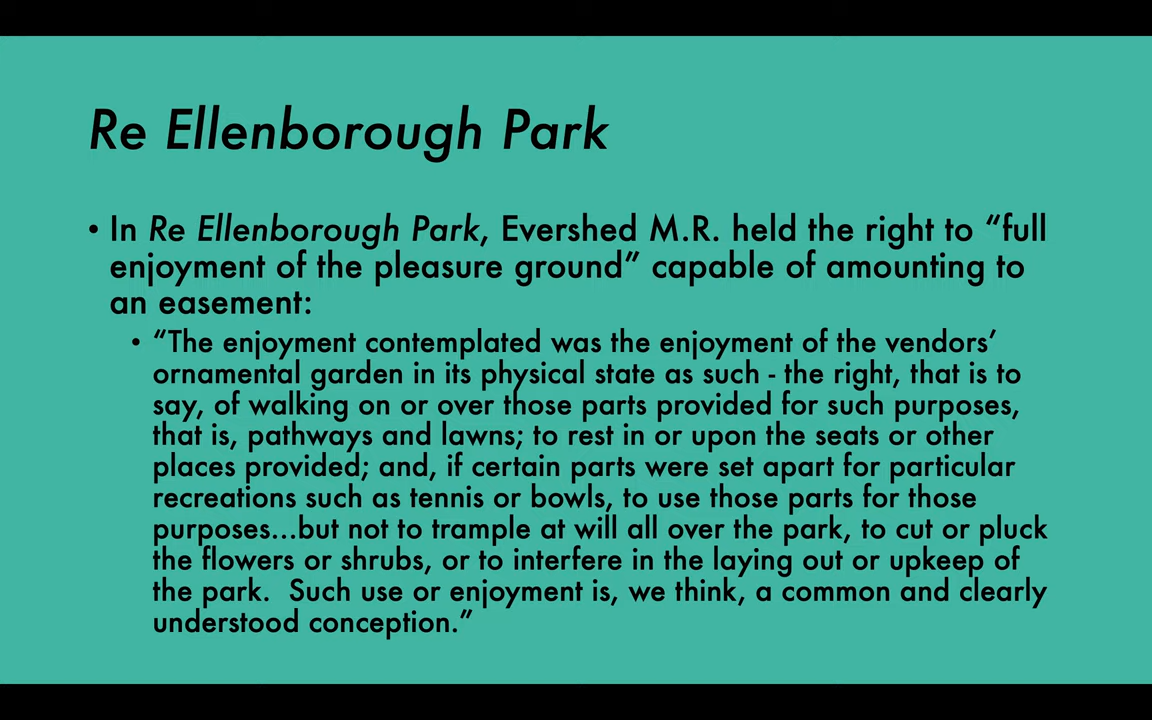 Re Ellenborough Park
• In Re Ellenborough Park, Evershed M.R. held the right to “full
enjoyment of the pleasure ground” capable of amounting to
an easement:
• “The enjoyment contemplated was the enjoyment of the vendors’
ornamental garden in its physical state as such - the right, that is to
say, of walking on or over those parts provided for such purposes,
that is, pathways and lawns; to rest in or upon the seats or other
places provided; and, if certain parts were set apart for particular
recreations such as tennis or bowls, to use those parts for those
purposes...but not to trample at will all over the park, to cut or pluck
the flowers or shrubs, or to interfere in the laying out or upkeep of
the park.  Such use or enjoyment is, we think, a common and clearly
understood conception.”